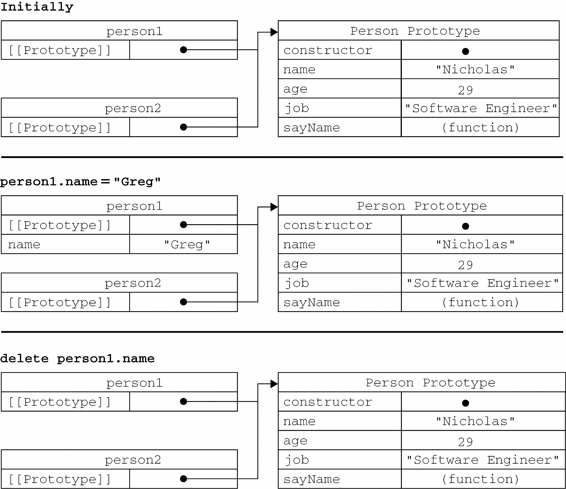 Initially
person1
[[Prototype]]
person2
[[Prototype]]
Person Prototype
constructor
name "Nicholas"
age 29
job "Software Engineer"
sayName (function)
person1.name="Greg"
person1
[[Prototype]]
name "Greg"
person2
[[Prototype]]
Person Prototype
constructor
name "Nicholas"
age 29
job "Software Engineer"
sayName (function)
delete person1.name
person1
[[Prototype]]
person2
[[Prototype]]
Person Prototype
constructor
name "Nicholas"
age 29
job "Software Engineer"
sayName (function)